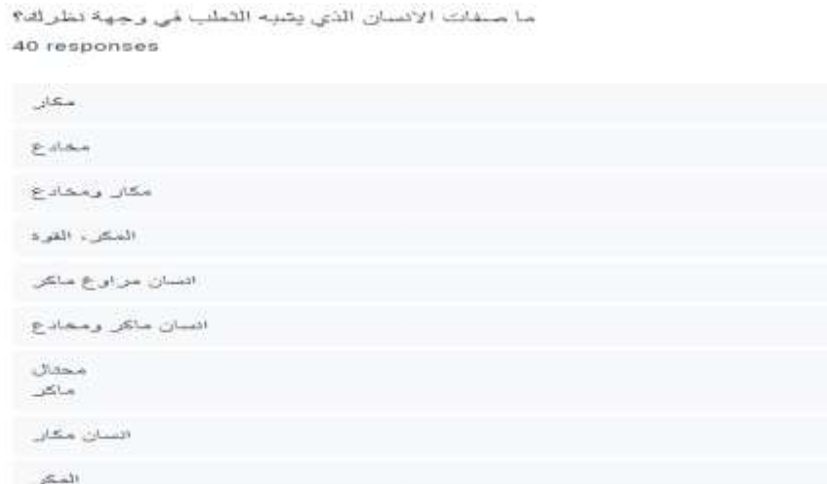 ما صفات الانسان الذي يشبه الثعلب في وجهة نظرك؟
40 responses
مكار
مخادع
مكار ومخادع
المكر، القوة
انسان مراوغ ماكر
انسان ماكر ومخادع
محتال
ماكر
انسان مكار
المكر